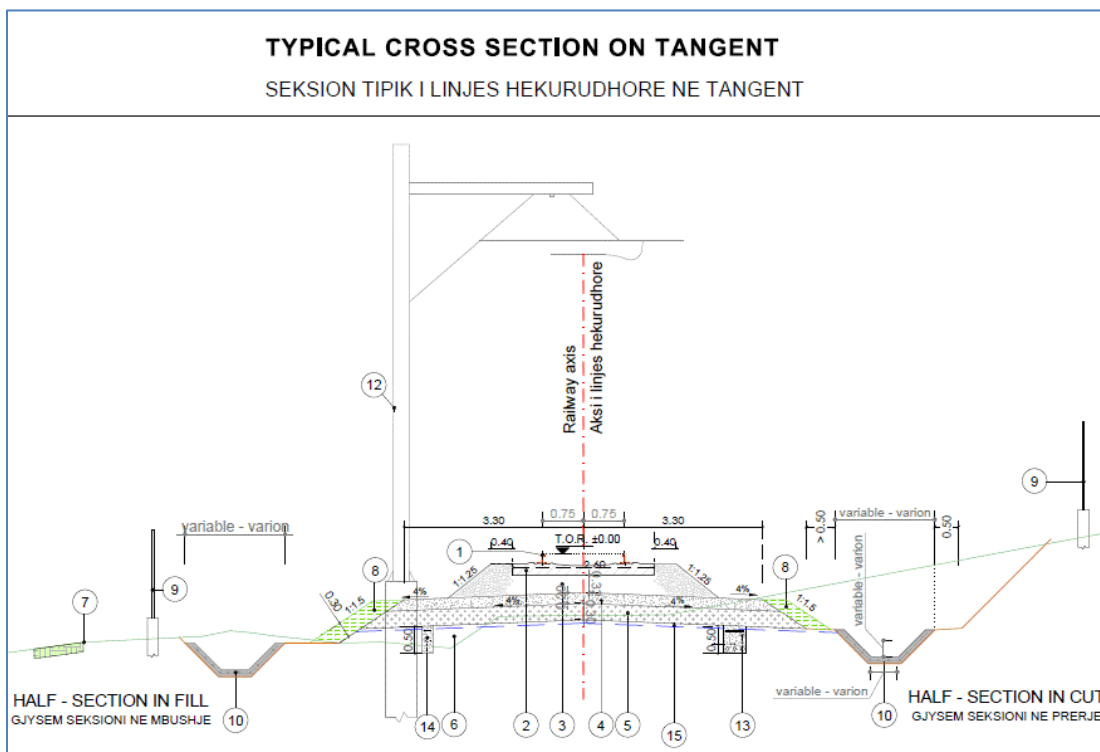 TYPICAL CROSS SECTION ON TANGENT
SEKSION TIPIK I LINJES HEKURUDHORE NE TANGENT
Railway axis
Aksi i linjes hekurudhore
12
9
variable - varion
variable - varion
> 0.50
0.50
0.75 0.75
3.30 3.30
0.40 T.O.R. ±0.00 0.40
1
8
1:1.25
1:1.25
8
9
7
0.30
1:1.5
4%
4%
4%
4%
1:1.5
0.30
0.50
0.50
variable - varion
variable - varion
HALF - SECTION IN FILL
GJYSEM SEKSIONI NE MBUSHJE
10
14
6
2
3
4
5
15
13
10
HALF - SECTION IN CUT
GJYSEM SEKSIONI NE PRERJE